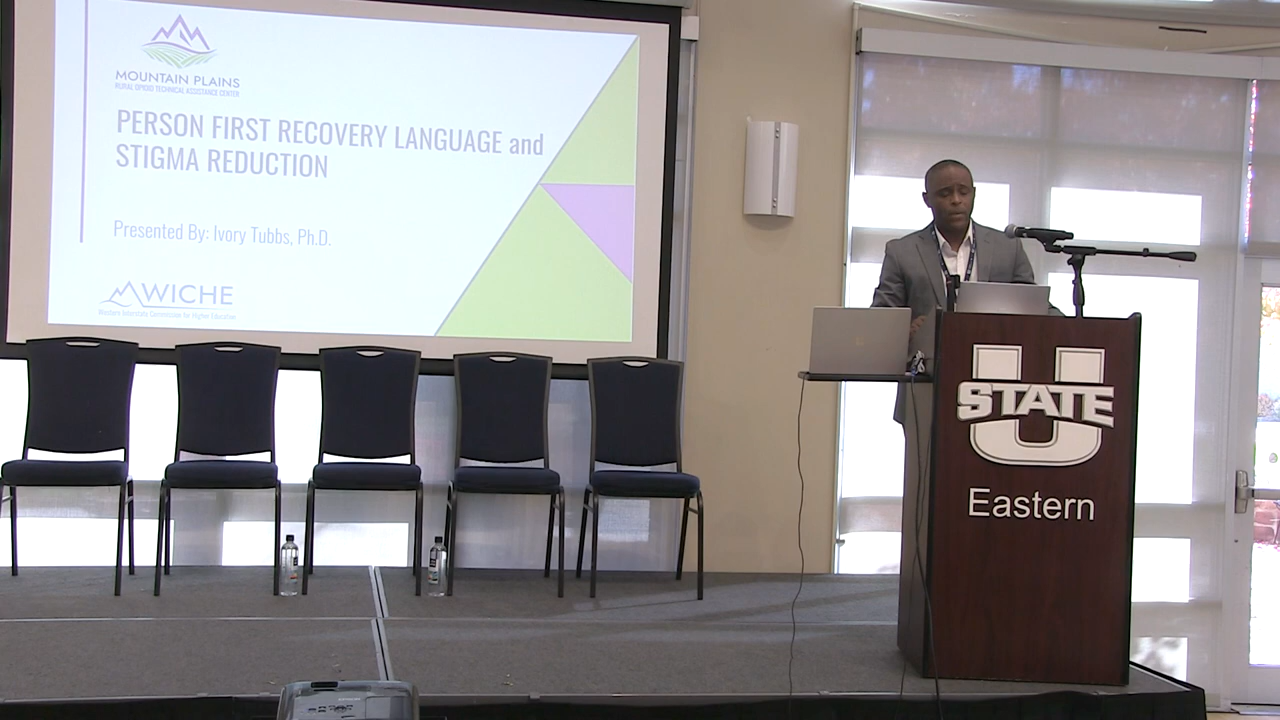 MOUNTAIN PLAINS
RURAL OPIOID TECHNICAL ASSISTANCE CENTER
PERSON FIRST RECOVERY LANGUAGE and
STIGMA REDUCTION
Presented By: Ivory Tubbs, Ph.D.
WICHE
Western Interstate Commission for Higher Education
U
STATE
Eastern